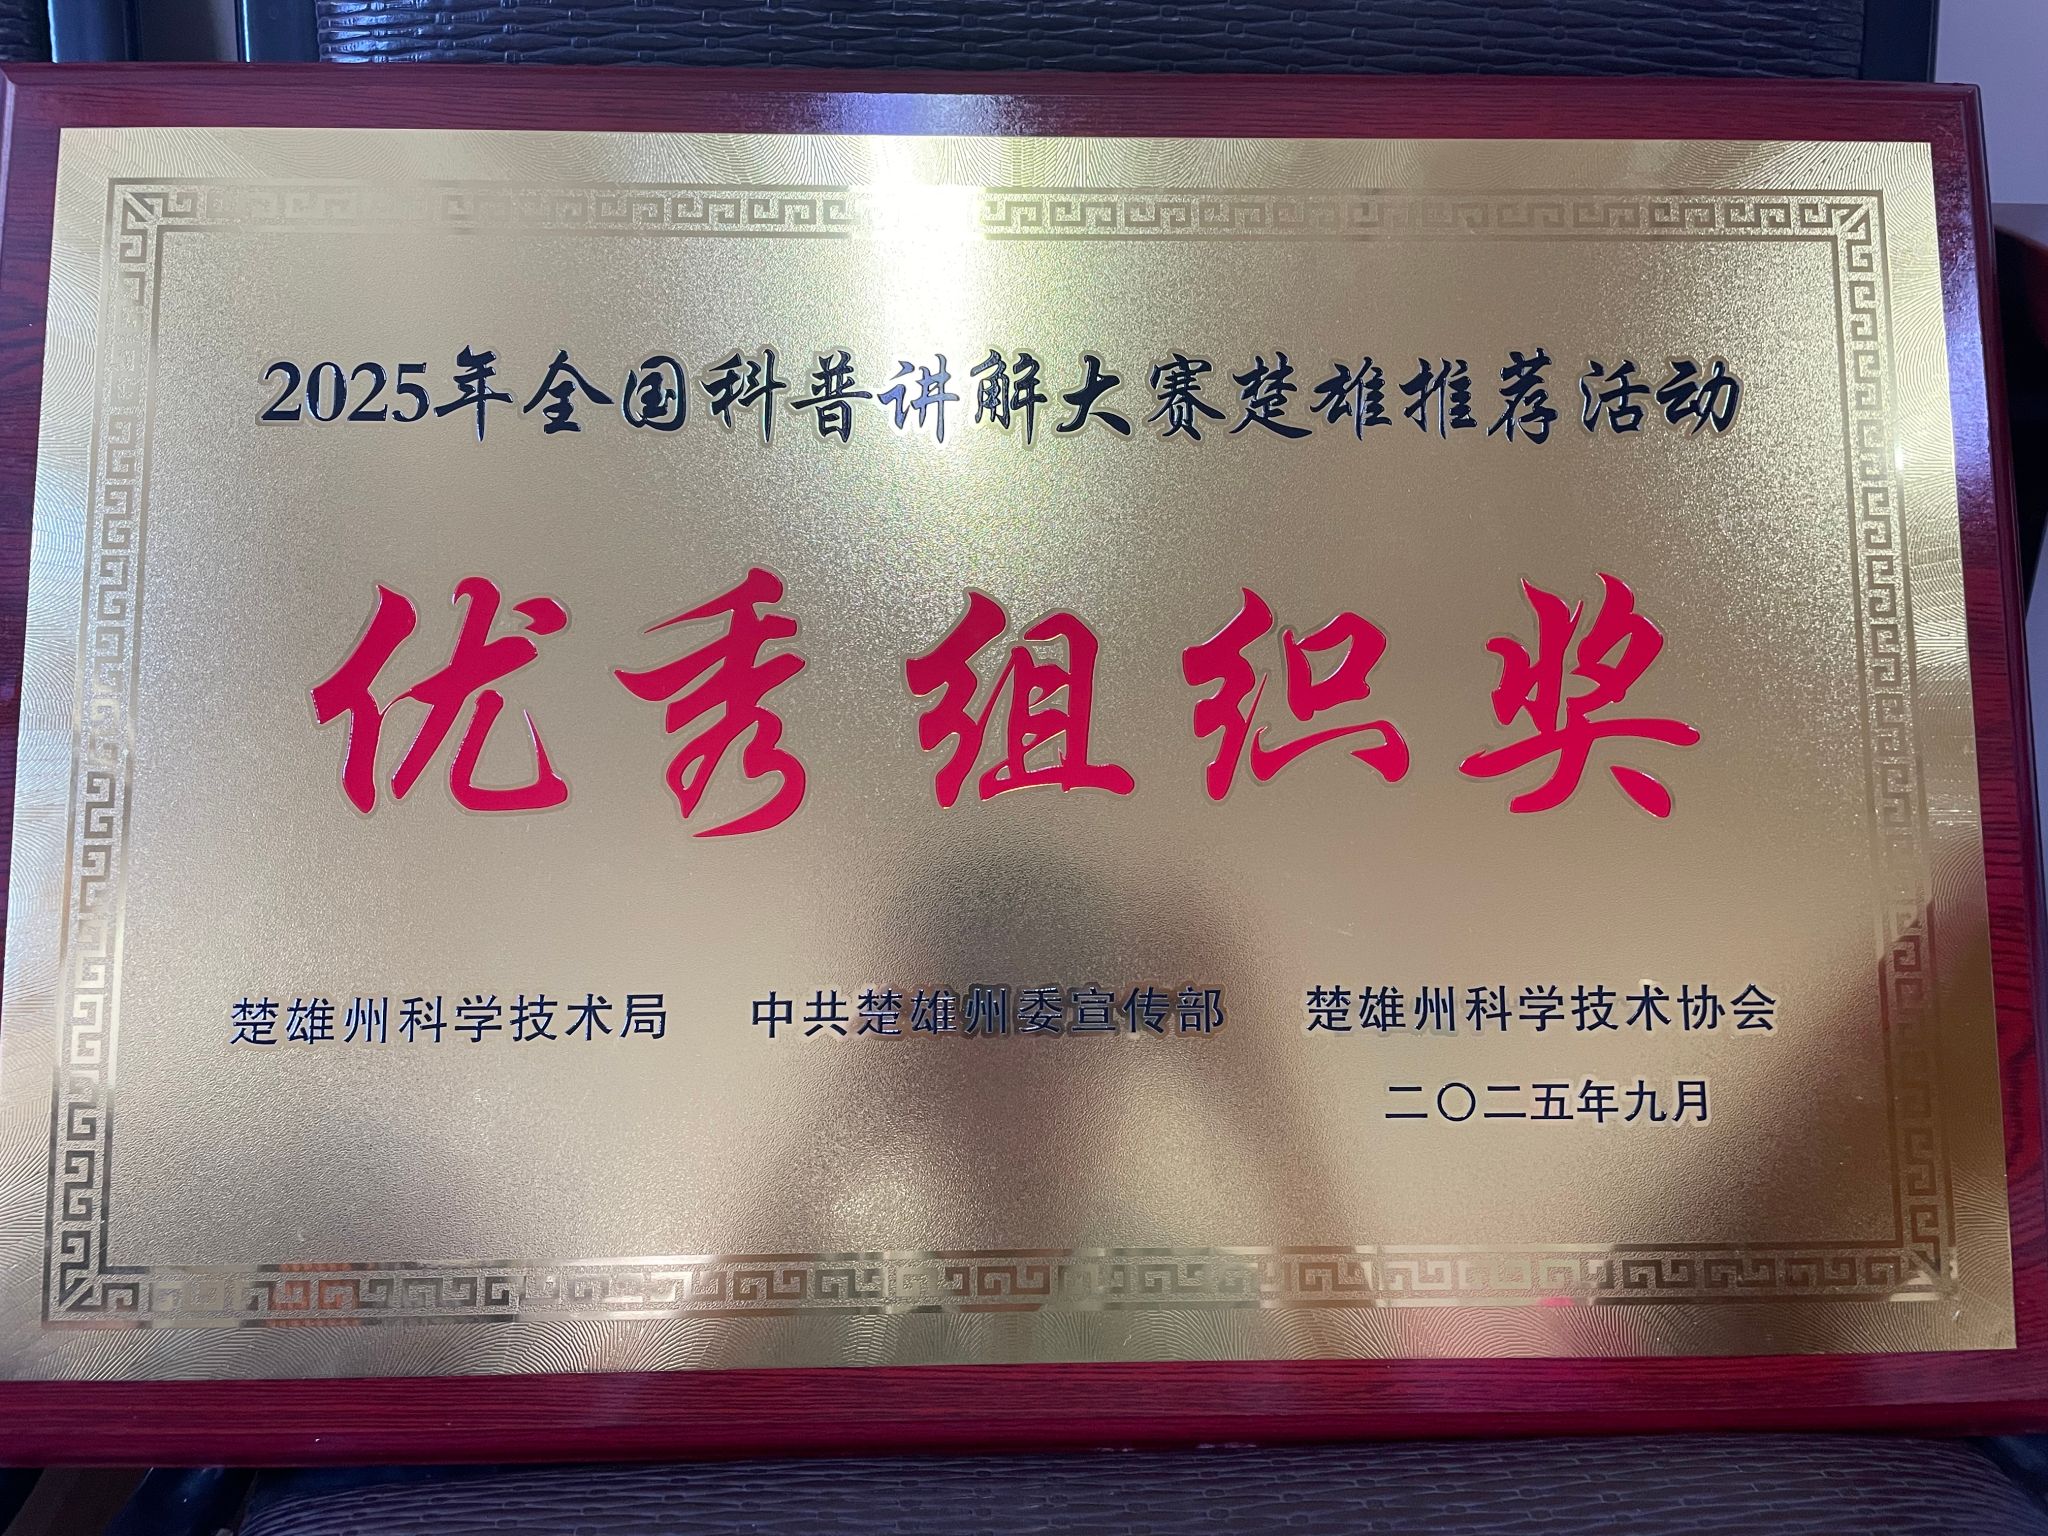 2025年全国科普讲解大赛楚雄推荐活动
优秀组织奖
楚雄州科学技术局 中共楚雄州委宣传部 楚雄州科学技术协会
二〇二五年九月